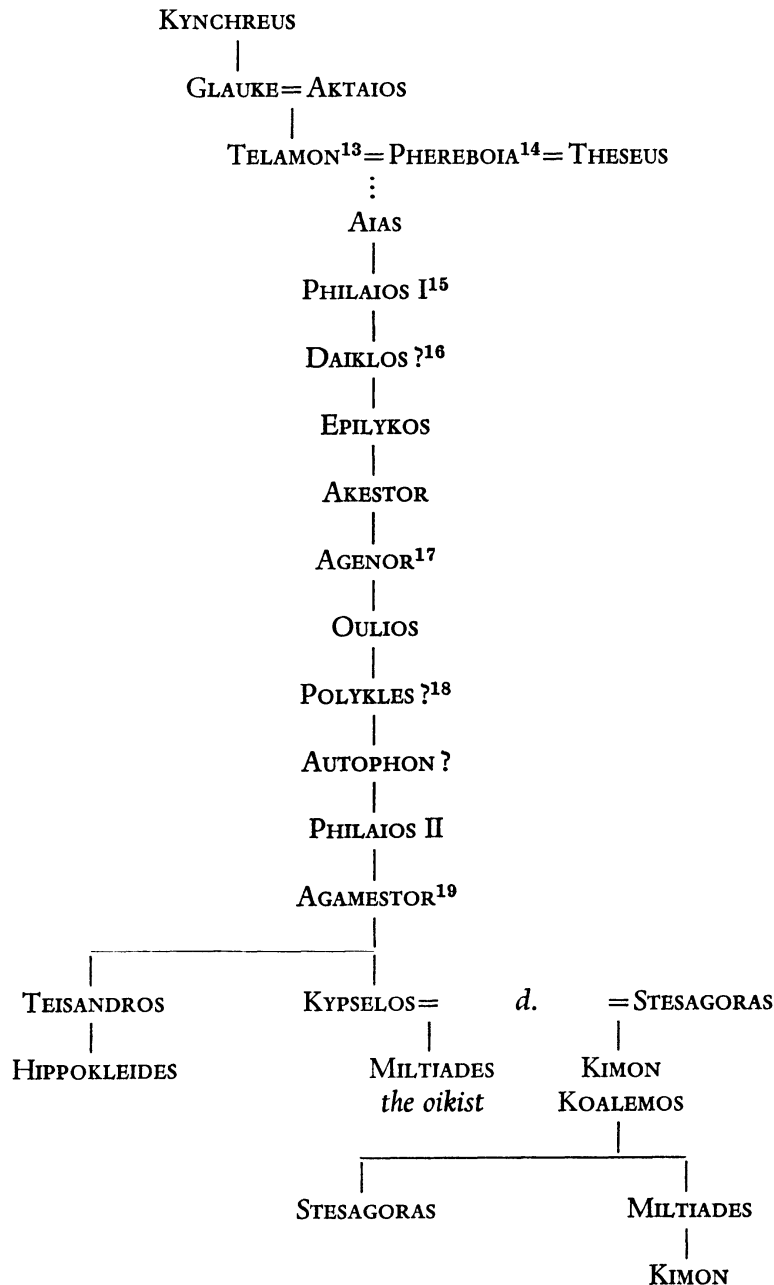 KYNCHREUS
GLAUKE=AKTAIOS
TELAMON¹³=PHEREBOIA¹⁴=THESEUS
AIAS
PHILAIOS I¹⁵
DAIKLOS ?¹⁶
EPILYKOS
AKESTOR
AGENOR¹⁷
OULIOS
POLYKLES ?¹⁸
AUTOPHON ?
PHILAIOS II
AGAMESTOR¹⁹
TEISANDROS KYPSELOS= d. =STESAGORAS
HIPPOKLEIDES MILTIADES KIMON
the oikist KOALEMOS
STESAGORAS MILTIADES
KIMON